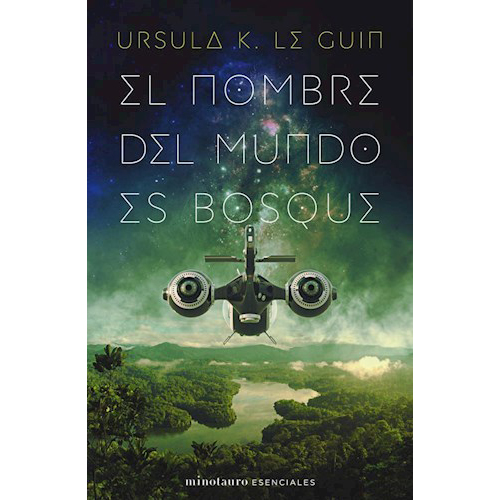 URSULA K. LE GUIN
EL NOMBRE
DEL MUNDO
ES BOSQUE
minotauro ESENCIALES